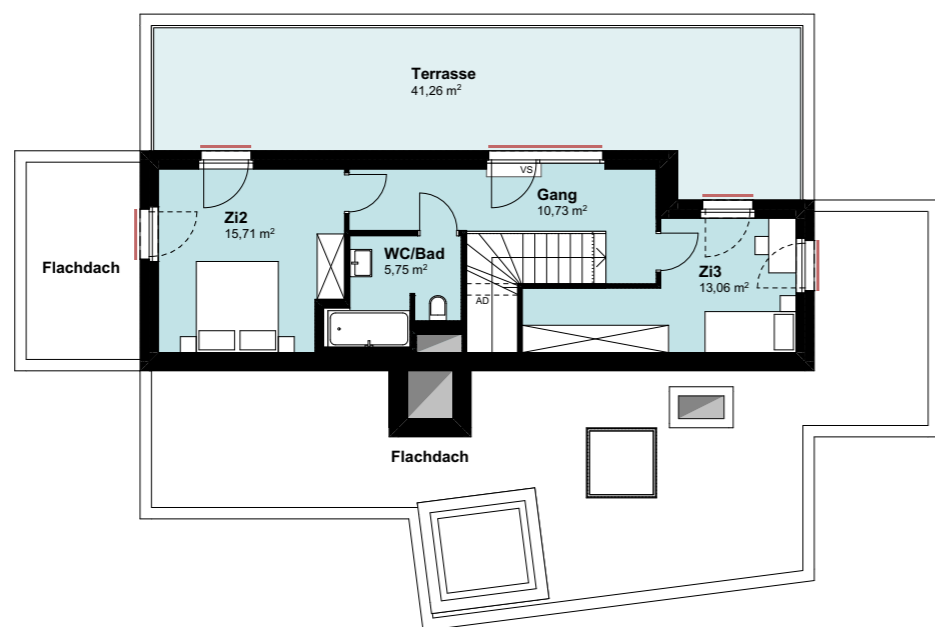 Terrasse
41,26 m²
VS
Gang
10,73 m²
Zi2
15,71 m²
WC/Bad
5,75 m²
Flachdach
Zi3
13,06 m²
AD
Flachdach